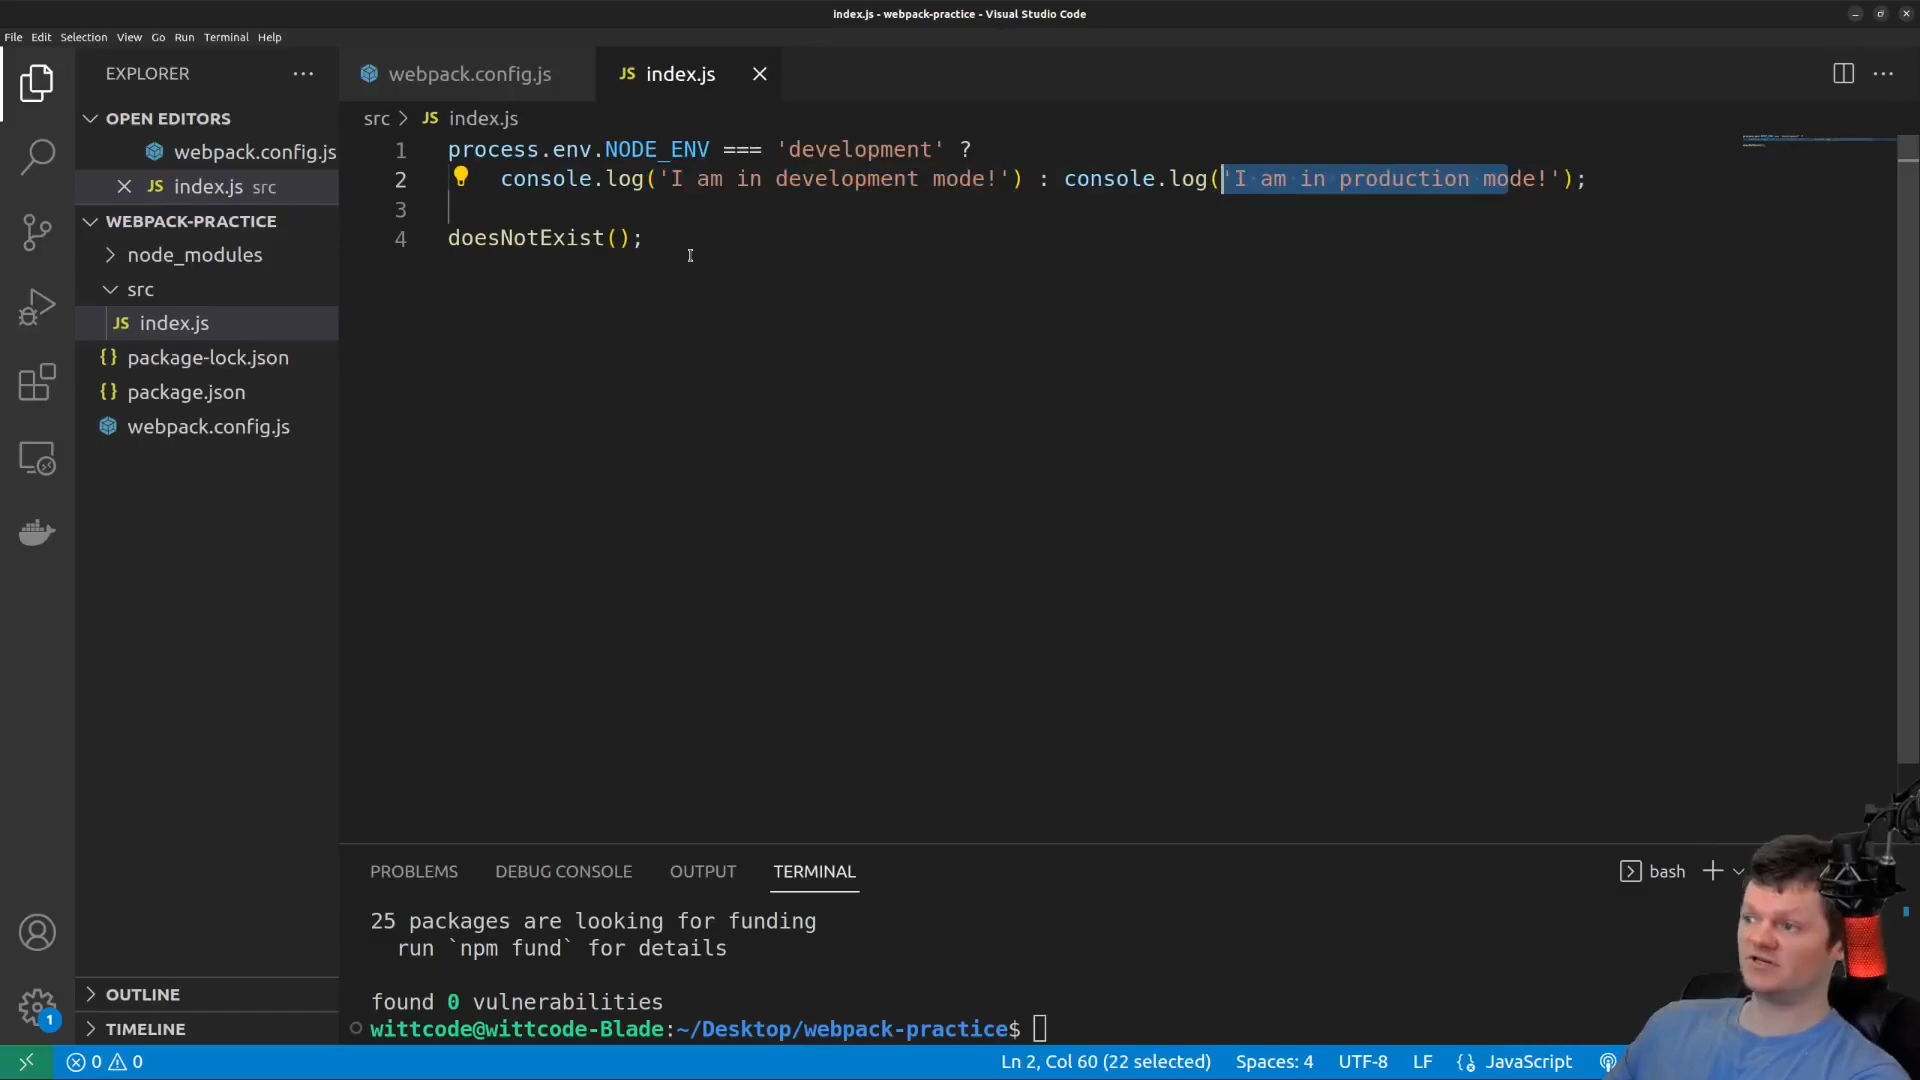 index.js - webpack-practice - Visual Studio Code
File Edit Selection View Go Run Terminal Help
EXPLORER
OPEN EDITORS
webpack.config.js
JS index.js src
WEBPACK-PRACTICE
node_modules
src
JS index.js
{} package-lock.json
{} package.json
webpack.config.js
OUTLINE
TIMELINE
1
webpack.config.js
JS index.js
src > JS index.js
1 process.env.NODE_ENV === 'development' ?
2 console.log('I am in development mode!') : console.log('I am in production mode!');
3
4 doesNotExist();
PROBLEMS DEBUG CONSOLE OUTPUT TERMINAL
bash
25 packages are looking for funding
run `npm fund` for details
found 0 vulnerabilities
wittcode@wittcode-Blade:~/Desktop/webpack-practice$
0 0 Ln 2, Col 60 (22 selected) Spaces: 4 UTF-8 LF {} JavaScript